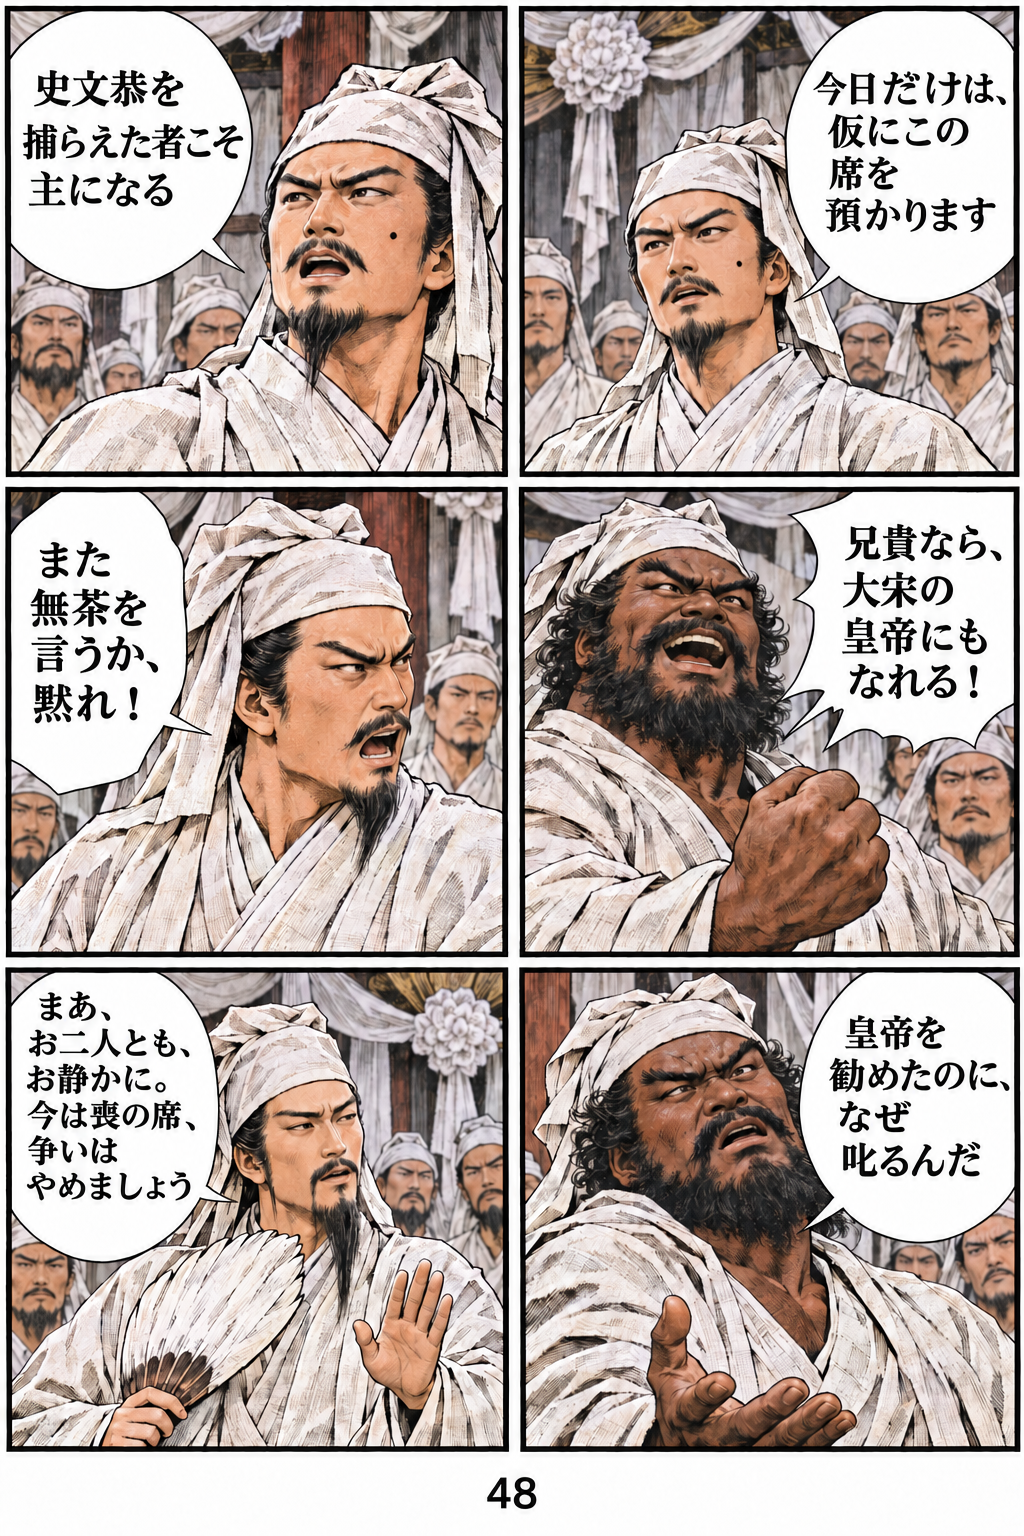 今日だけは、
仮にこの
席を
預かります
史文恭を
捕らえた者こそ
主になる
兄貴なら、
大宋の
皇帝にも
なれる！
また
無茶を
言うか、
黙れ！
皇帝を
勧めたのに、
なぜ
叱るんだ
まあ、
お二人とも、
お静かに。
今は喪の席、
争いは
やめましょう
48